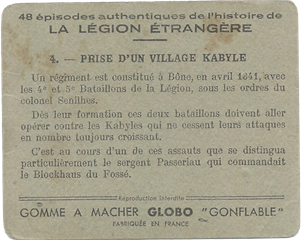 48 épisodes authentiques de l'histoire de
LA LÉGION ÉTRANGÈRE
4. — PRISE D'UN VILLAGE KABYLE
Un régiment est constitué à Bône, en avril 1841, avec
les 4e et 5e Bataillons de la Légion, sous les ordres du
colonel Senilhes.
Dès leur formation ces deux bataillons doivent aller
opérer contre les Kabyles qui ne cessent leurs attaques
en nombre toujours croissant.
C'est au cours d'un de ces assauts que se distingua
particulièrement le sergent Passeriau qui commandait
le Blockhaus du Fossé.
Reproduction Interdite
GOMME A MACHER GLOBO "GONFLABLE"
FABRIQUÉE EN FRANCE